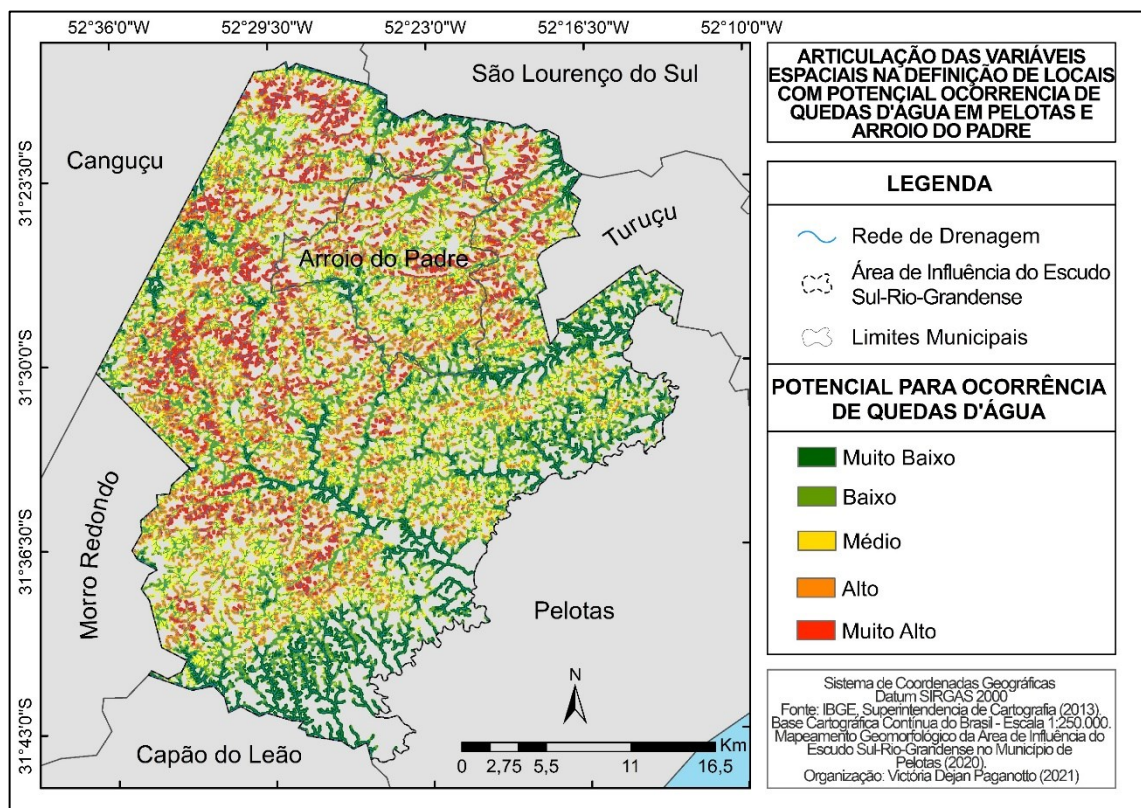 52°36'0"W
52°29'30"W
52°23'0"W
52°16'30"W
52°10'0"W
31°23'30"S
31°30'0"S
31°36'30"S
31°43'0"S
São Lourenço do Sul
Canguçu
Turuçu
Arroio do Padre
Morro Redondo
Pelotas
Capão do Leão
N
Km
0 2,75 5,5 11 16,5
ARTICULAÇÃO DAS VARIÁVEIS
ESPACIAIS NA DEFINIÇÃO DE LOCAIS
COM POTENCIAL OCORRENCIA DE
QUEDAS D'ÁGUA EM PELOTAS E
ARROIO DO PADRE
LEGENDA
Rede de Drenagem
Área de Influência do Escudo
Sul-Rio-Grandense
Limites Municipais
POTENCIAL PARA OCORRÊNCIA
DE QUEDAS D'ÁGUA
Muito Baixo
Baixo
Médio
Alto
Muito Alto
Sistema de Coordenadas Geográficas
Datum SIRGAS 2000
Fonte: IBGE, Superintendencia de Cartografia (2013).
Base Cartográfica Contínua do Brasil - Escala 1:250.000.
Mapeamento Geomorfológico da Área de Influência do
Escudo Sul-Rio-Grandense no Município de
Pelotas (2020).
Organização: Victória Dejan Paganotto (2021)